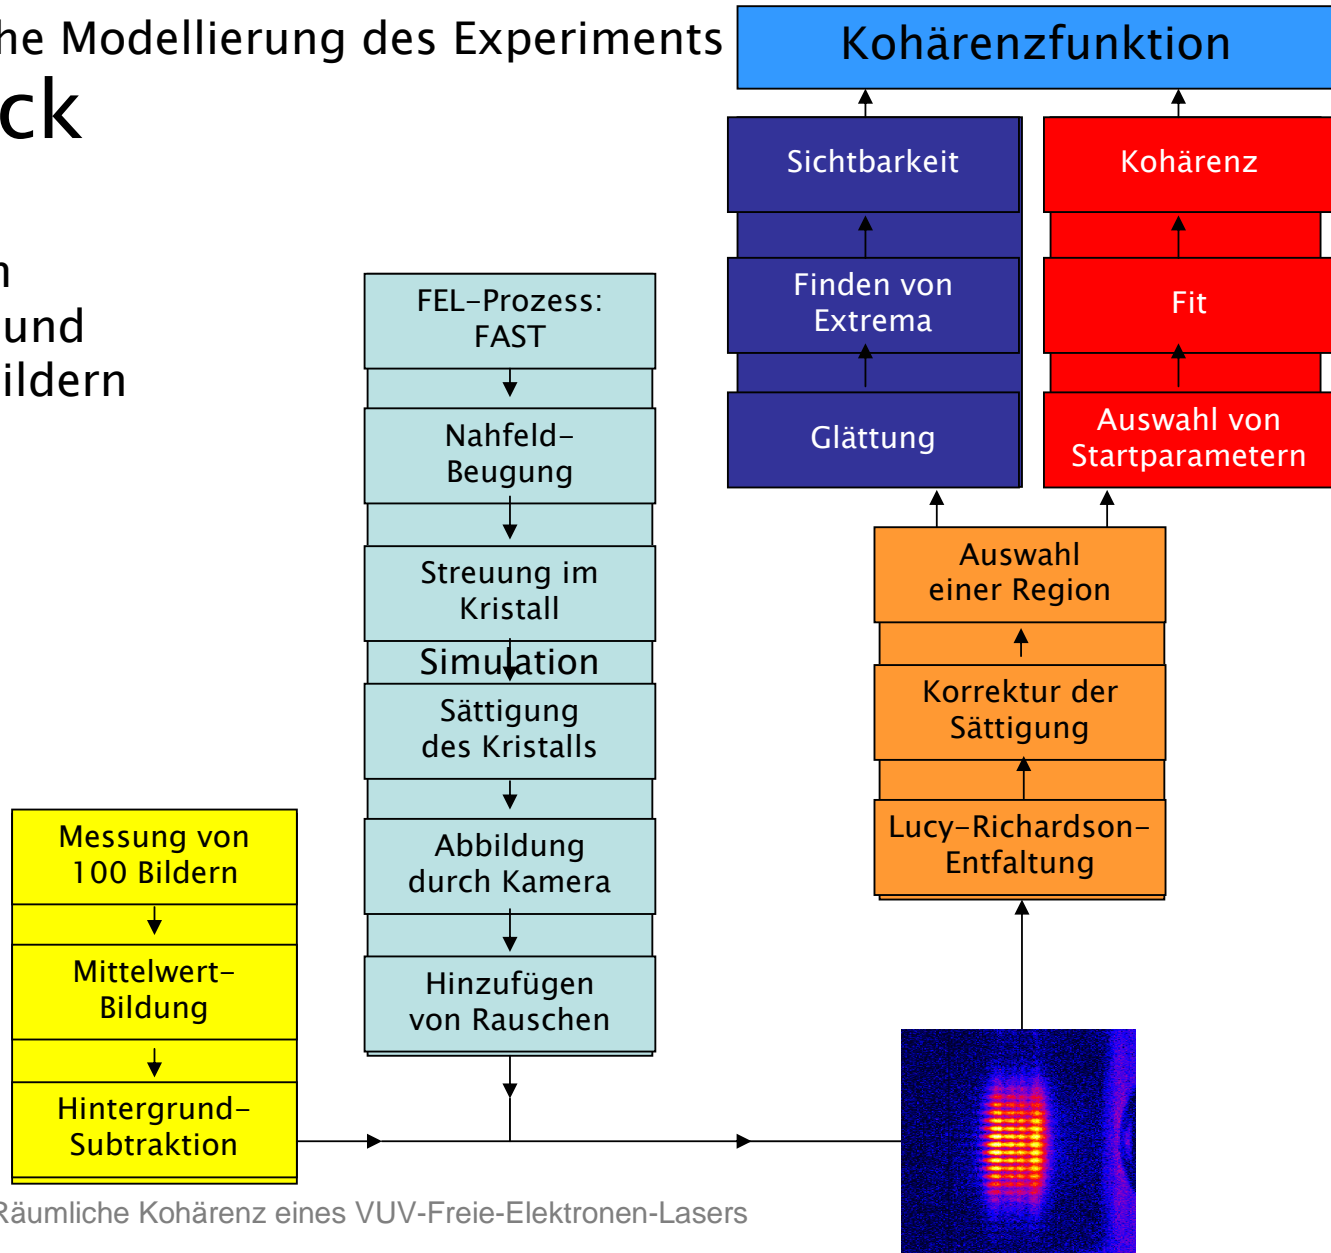 he Modellierung des Experiments
ck
n
und
ildern
Kohärenzfunktion
Sichtbarkeit
Finden von
Extrema
Glättung
Kohärenz
Fit
Auswahl von
Startparametern
FEL-Prozess:
FAST
Nahfeld-
Beugung
Streuung im
Kristall
Simulation
Sättigung
des Kristalls
Abbildung
durch Kamera
Hinzufügen
von Rauschen
Auswahl
einer Region
Korrektur der
Sättigung
Lucy-Richardson-
Entfaltung
Messung von
100 Bildern
Mittelwert-
Bildung
Hintergrund-
Subtraktion
Räumliche Kohärenz eines VUV-Freie-Elektronen-Lasers